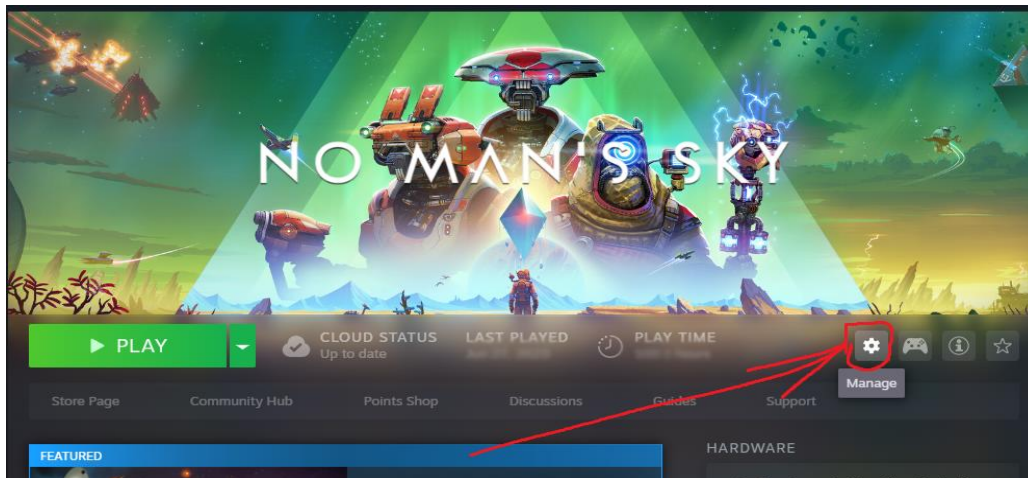 NO MAN'S SKY
PLAY
CLOUD STATUS
Up to date
LAST PLAYED
PLAY TIME
Manage
Store Page
Community Hub
Points Shop
Discussions
Guides
Support
FEATURED
HARDWARE